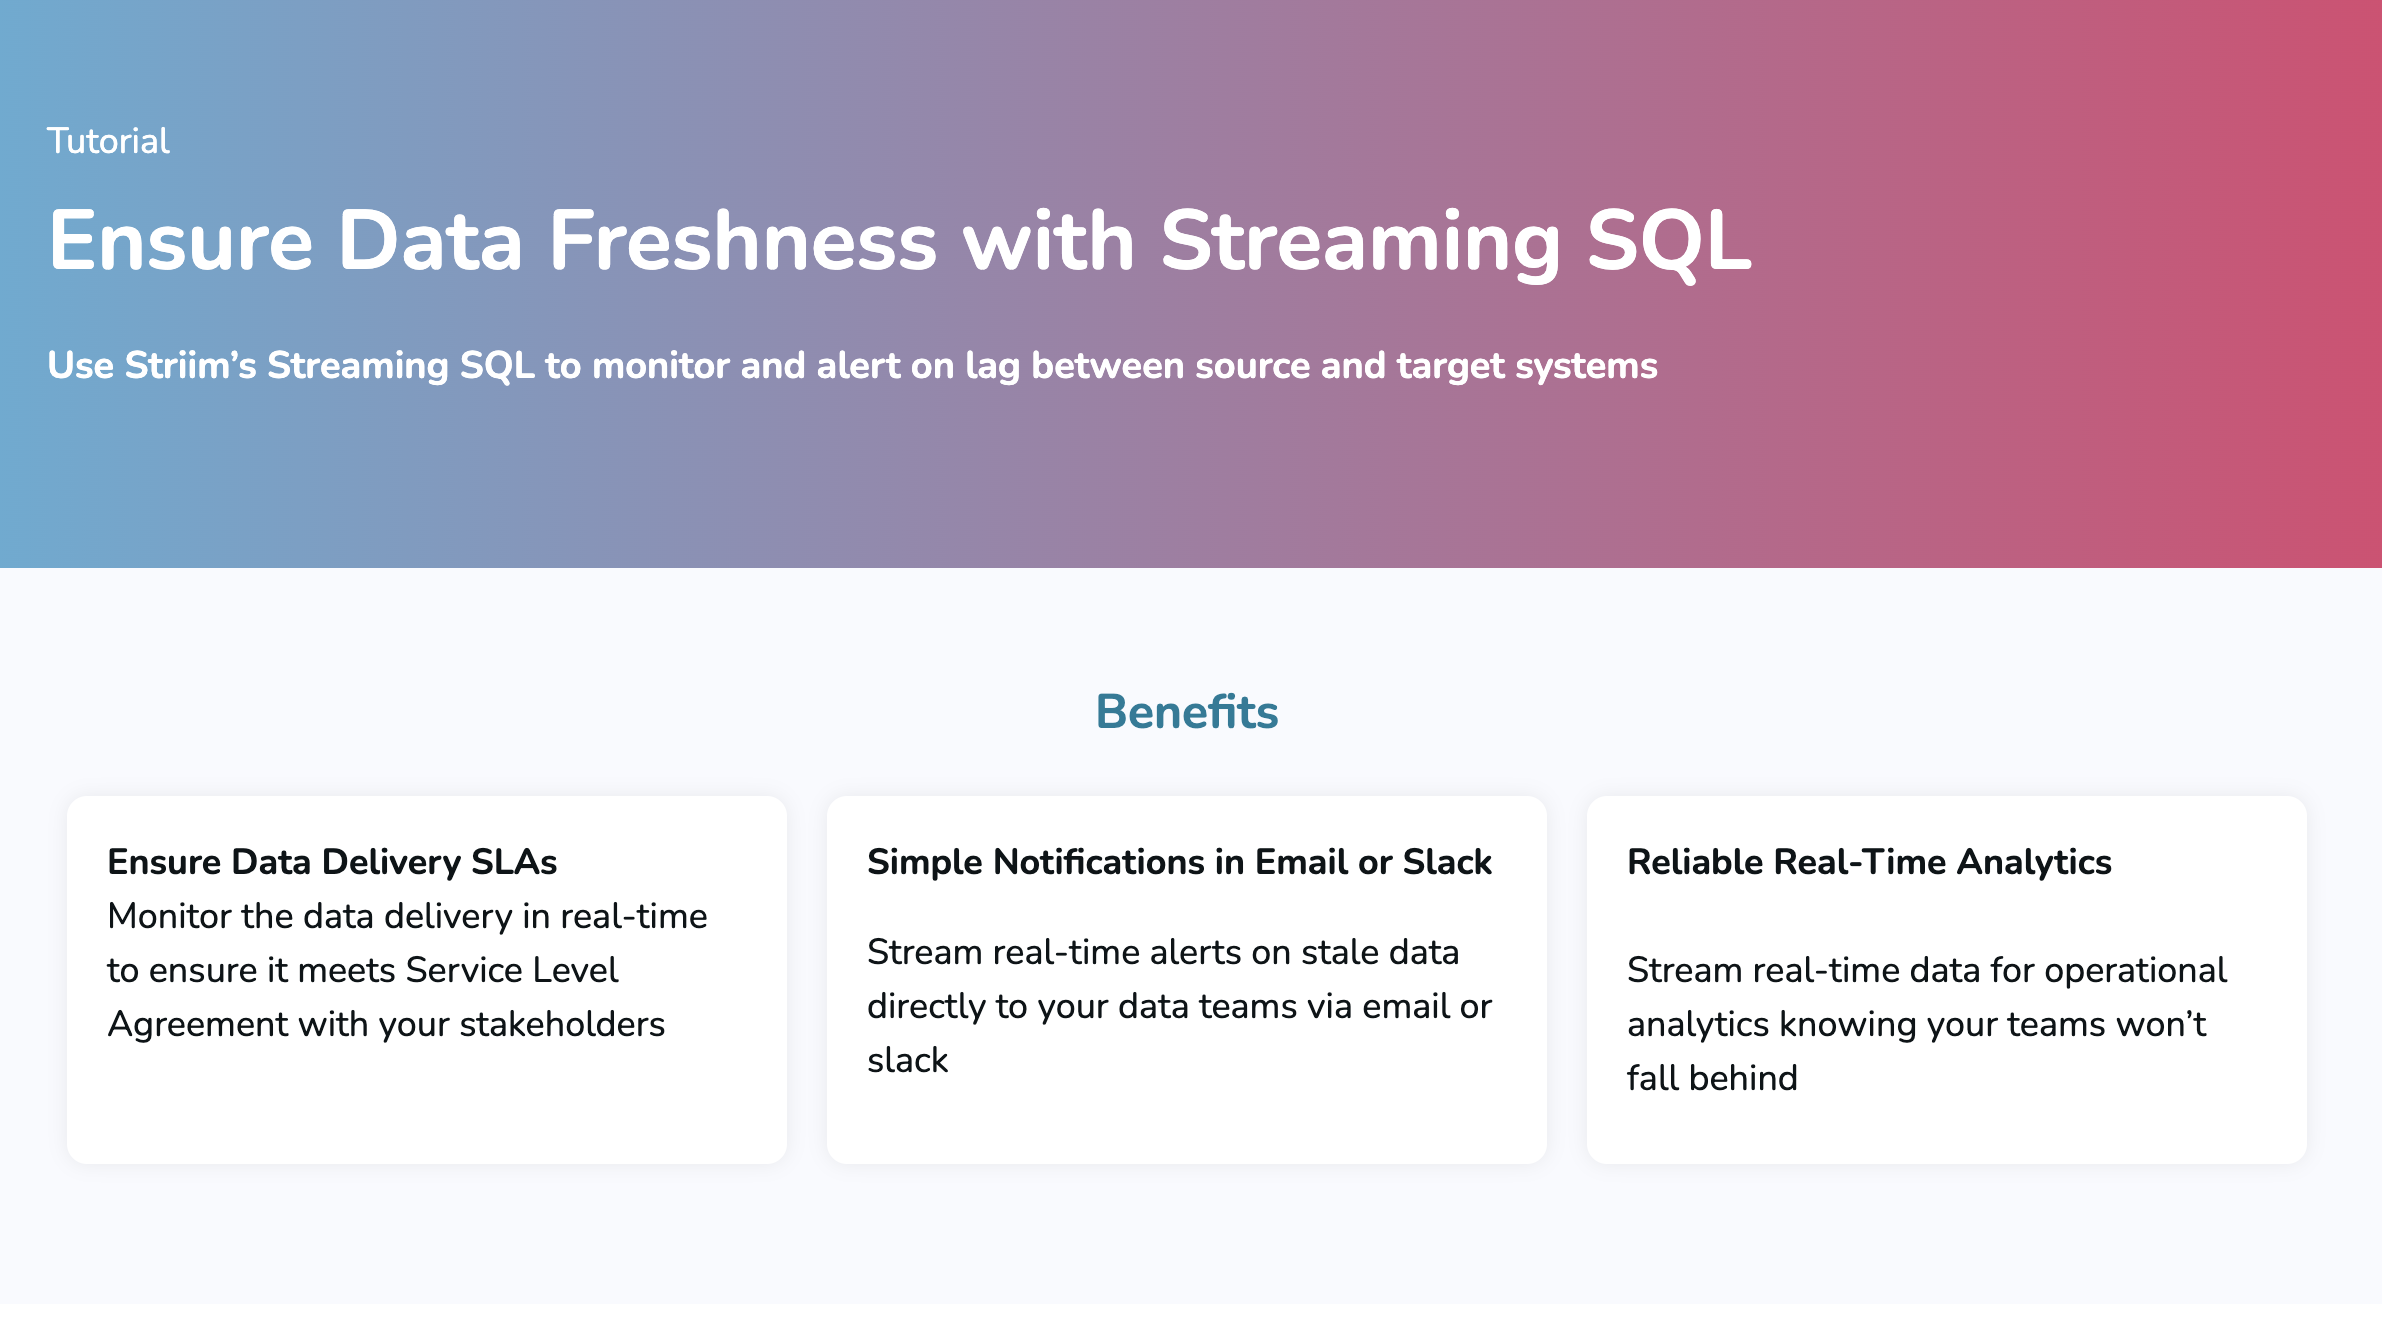 Tutorial
Ensure Data Freshness with Streaming SQL
Use Striim’s Streaming SQL to monitor and alert on lag between source and target systems
Benefits
Ensure Data Delivery SLAs
Monitor the data delivery in real-time
to ensure it meets Service Level
Agreement with your stakeholders
Simple Notifications in Email or Slack
Stream real-time alerts on stale data
directly to your data teams via email or
slack
Reliable Real-Time Analytics
Stream real-time data for operational
analytics knowing your teams won’t
fall behind